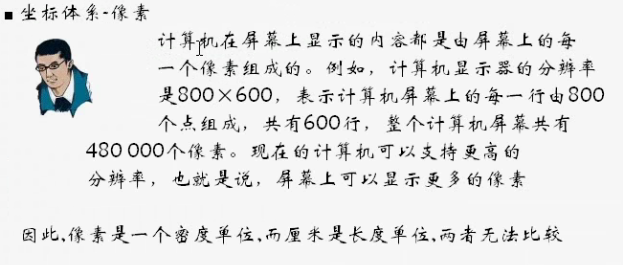 ■ 坐标体系-像素
计算机在屏幕上显示的内容都是由屏幕上的每
一个像素组成的。例如，计算机显示器的分辨率
是800×600，表示计算机屏幕上的每一行由800
个点组成，共有600行，整个计算机屏幕共有
480 000个像素。现在的计算机可以支持更高的
分辨率，也就是说，屏幕上可以显示更多的像素
因此,像素是一个密度单位,而厘米是长度单位,两者无法比较